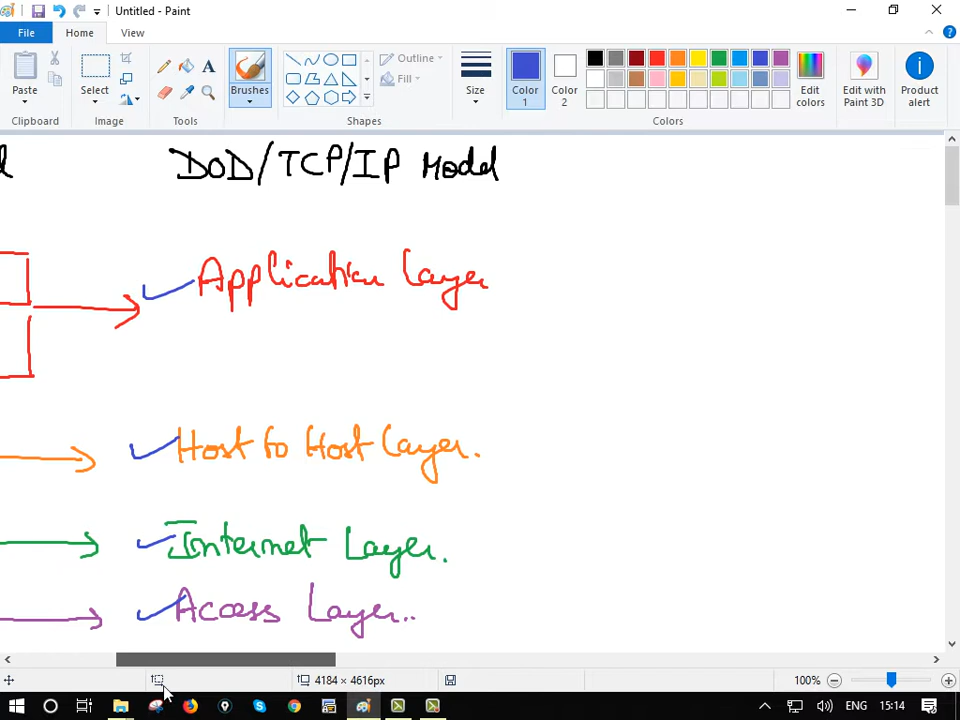 Untitled - Paint
File Home View
Paste
Select
Brushes
Outline
Fill
Size
Color 1
Color 2
Edit colors
Edit with Paint 3D
Product alert
Clipboard Image Tools Shapes Colors
d DOD/TCP/IP Model
Application Layer
Host to Host Layer.
Internet Layer.
Access Layer..
4184 × 4616px 100%
ENG 15:14